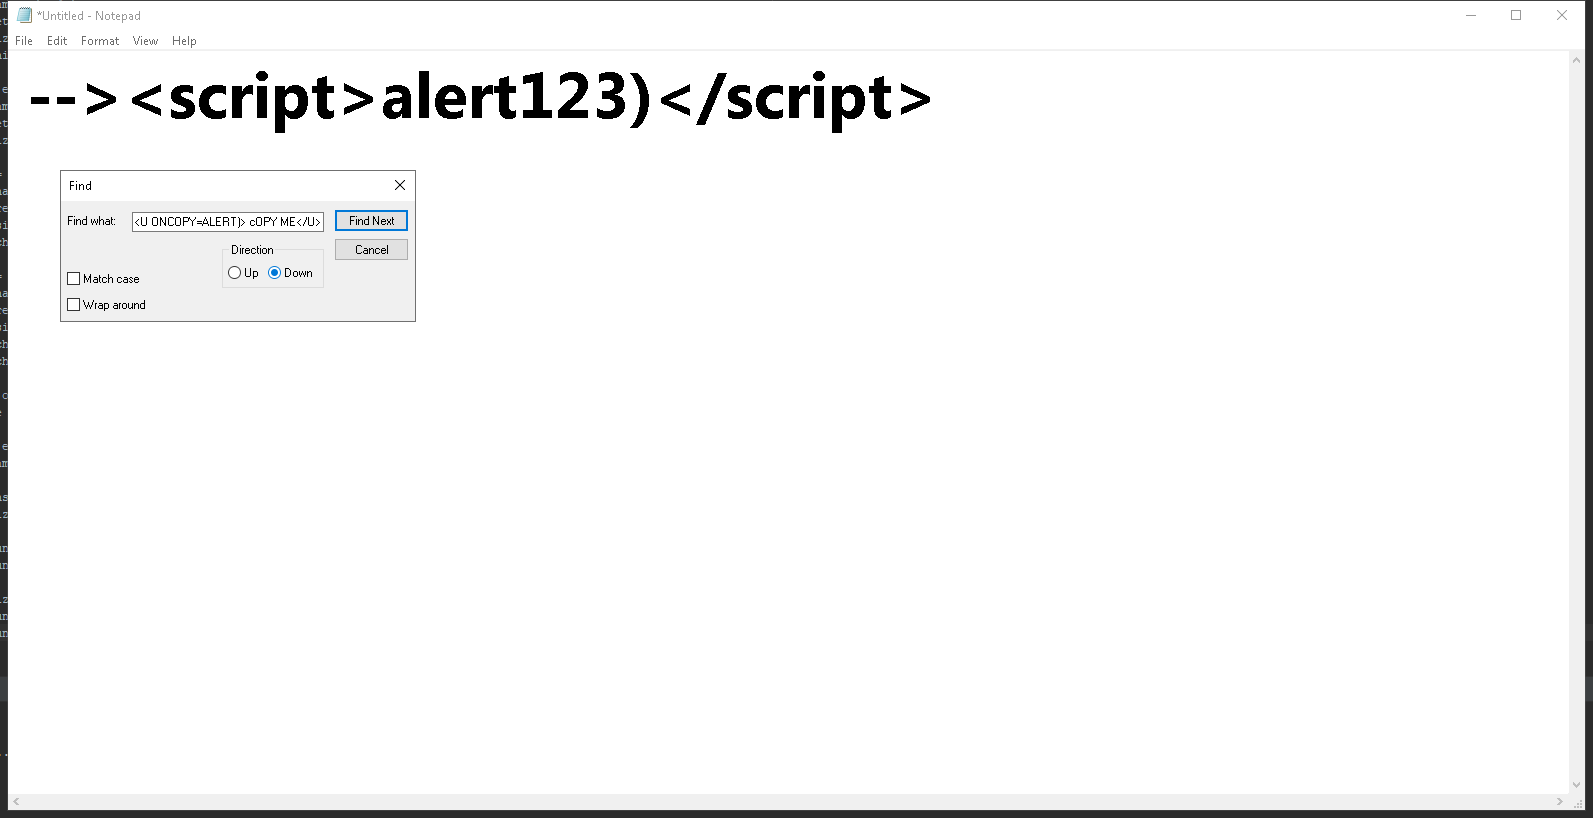 *Untitled - Notepad
File Edit Format View Help
--><script>alert123)</script>
Find
Find what: <U ONCOPY=ALERT)> cOPY ME</U> Find Next
Direction Cancel
Up Down
Match case
Wrap around